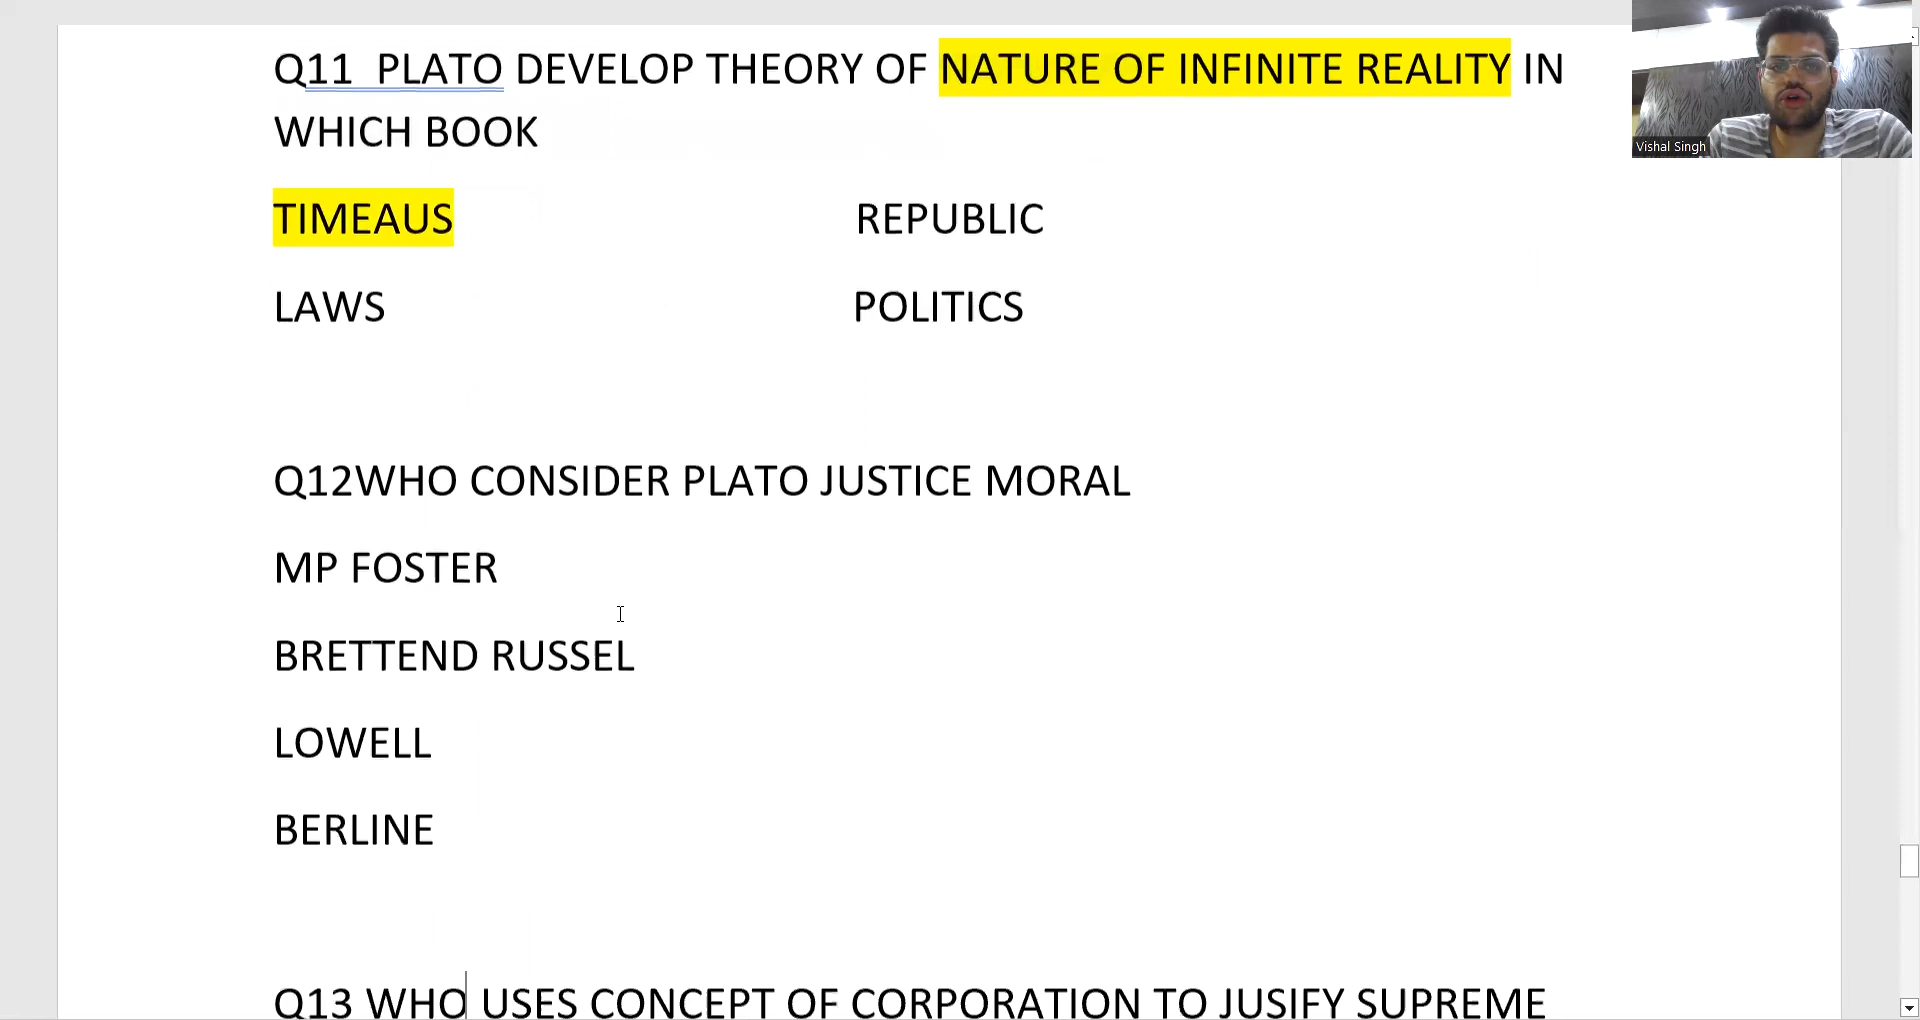 Q11 PLATO DEVELOP THEORY OF NATURE OF INFINITE REALITY IN
WHICH BOOK
TIMEAUS REPUBLIC
LAWS POLITICS
Q12WHO CONSIDER PLATO JUSTICE MORAL
MP FOSTER
BRETTEND RUSSEL
LOWELL
BERLINE
Q13 WHO USES CONCEPT OF CORPORATION TO JUSIFY SUPREME
Vishal Singh